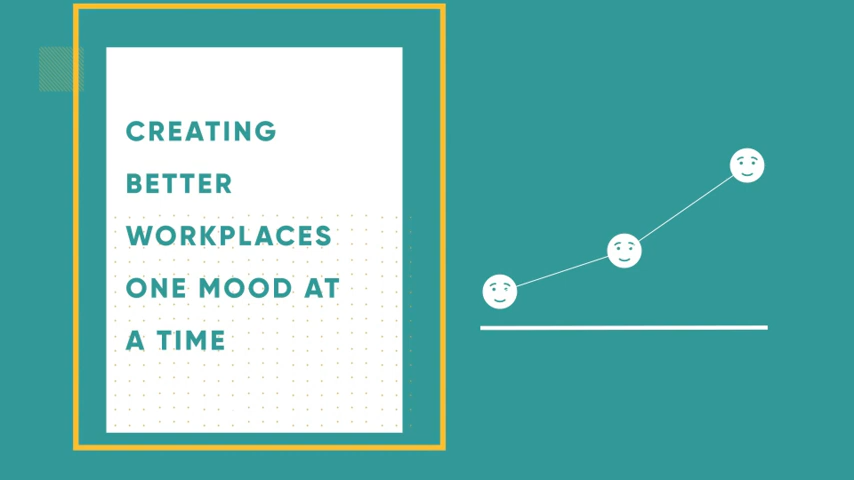 CREATING
BETTER
WORKPLACES
ONE MOOD AT
A TIME